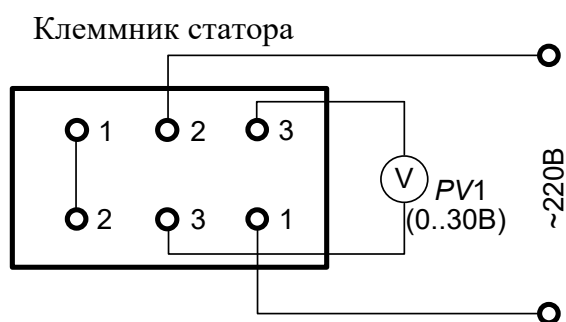 Клеммник статора
1 2 3
V
PV1
(0..30В)
2 3 1
~220В